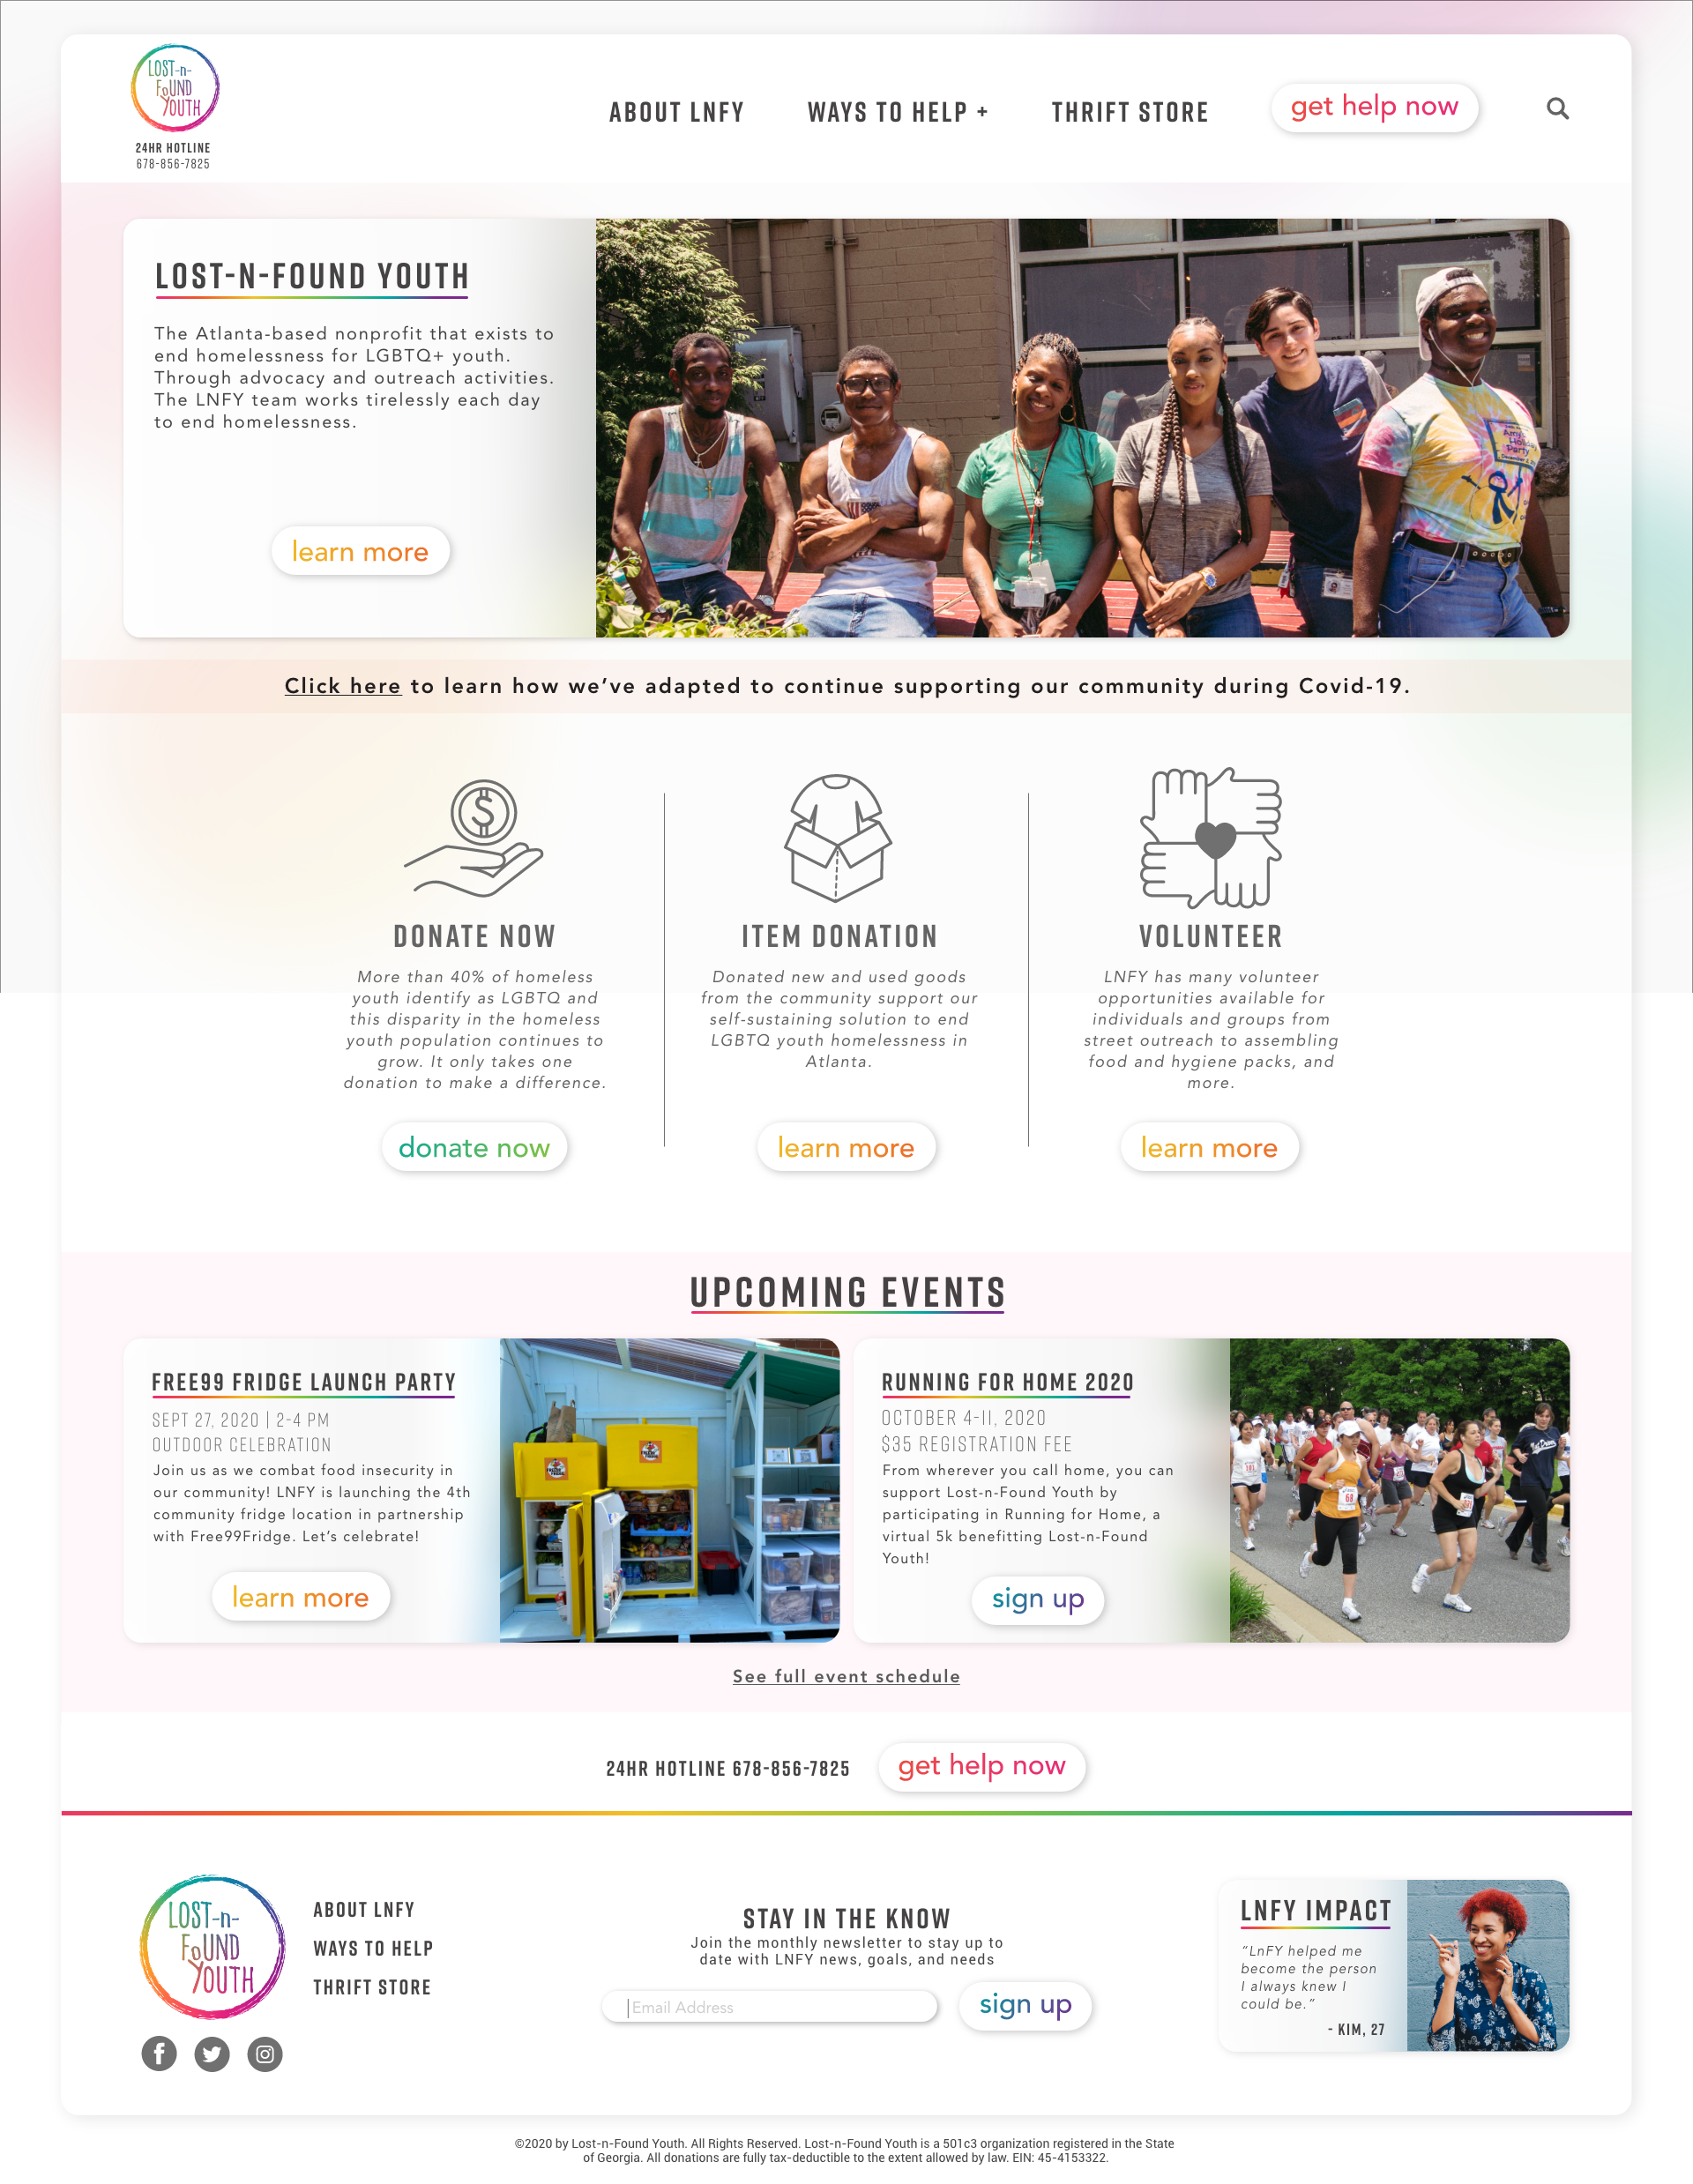 LOST-n-
FoUND
YOUTH
24HR HOTLINE
678-856-7825
ABOUT LNFY
WAYS TO HELP +
THRIFT STORE
get help now
LOST-N-FOUND YOUTH
The Atlanta-based nonprofit that exists to
end homelessness for LGBTQ+ youth.
Through advocacy and outreach activities.
The LNFY team works tirelessly each day
to end homelessness.
learn more
Click here to learn how we’ve adapted to continue supporting our community during Covid-19.
DONATE NOW
More than 40% of homeless
youth identify as LGBTQ and
this disparity in the homeless
youth population continues to
grow. It only takes one
donation to make a difference.
donate now
ITEM DONATION
Donated new and used goods
from the community support our
self-sustaining solution to end
LGBTQ youth homelessness in
Atlanta.
learn more
VOLUNTEER
LNFY has many volunteer
opportunities available for
individuals and groups from
street outreach to assembling
food and hygiene packs, and
more.
learn more
UPCOMING EVENTS
FREE99 FRIDGE LAUNCH PARTY
SEPT 27, 2020 | 2-4 PM
OUTDOOR CELEBRATION
Join us as we combat food insecurity in
our community! LNFY is launching the 4th
community fridge location in partnership
with Free99Fridge. Let’s celebrate!
learn more
RUNNING FOR HOME 2020
OCTOBER 4-11, 2020
$35 REGISTRATION FEE
From wherever you call home, you can
support Lost-n-Found Youth by
participating in Running for Home, a
virtual 5k benefitting Lost-n-Found
Youth!
sign up
68
See full event schedule
24HR HOTLINE 678-856-7825
get help now
LOST-n-
FoUND
YOUTH
ABOUT LNFY
WAYS TO HELP
THRIFT STORE
STAY IN THE KNOW
Join the monthly newsletter to stay up to
date with LNFY news, goals, and needs
Email Address
sign up
LNFY IMPACT
“LnFY helped me
become the person
I always knew I
could be.”
- KIM, 27
©2020 by Lost-n-Found Youth. All Rights Reserved. Lost-n-Found Youth is a 501c3 organization registered in the State
of Georgia. All donations are fully tax-deductible to the extent allowed by law. EIN: 45-4153322.